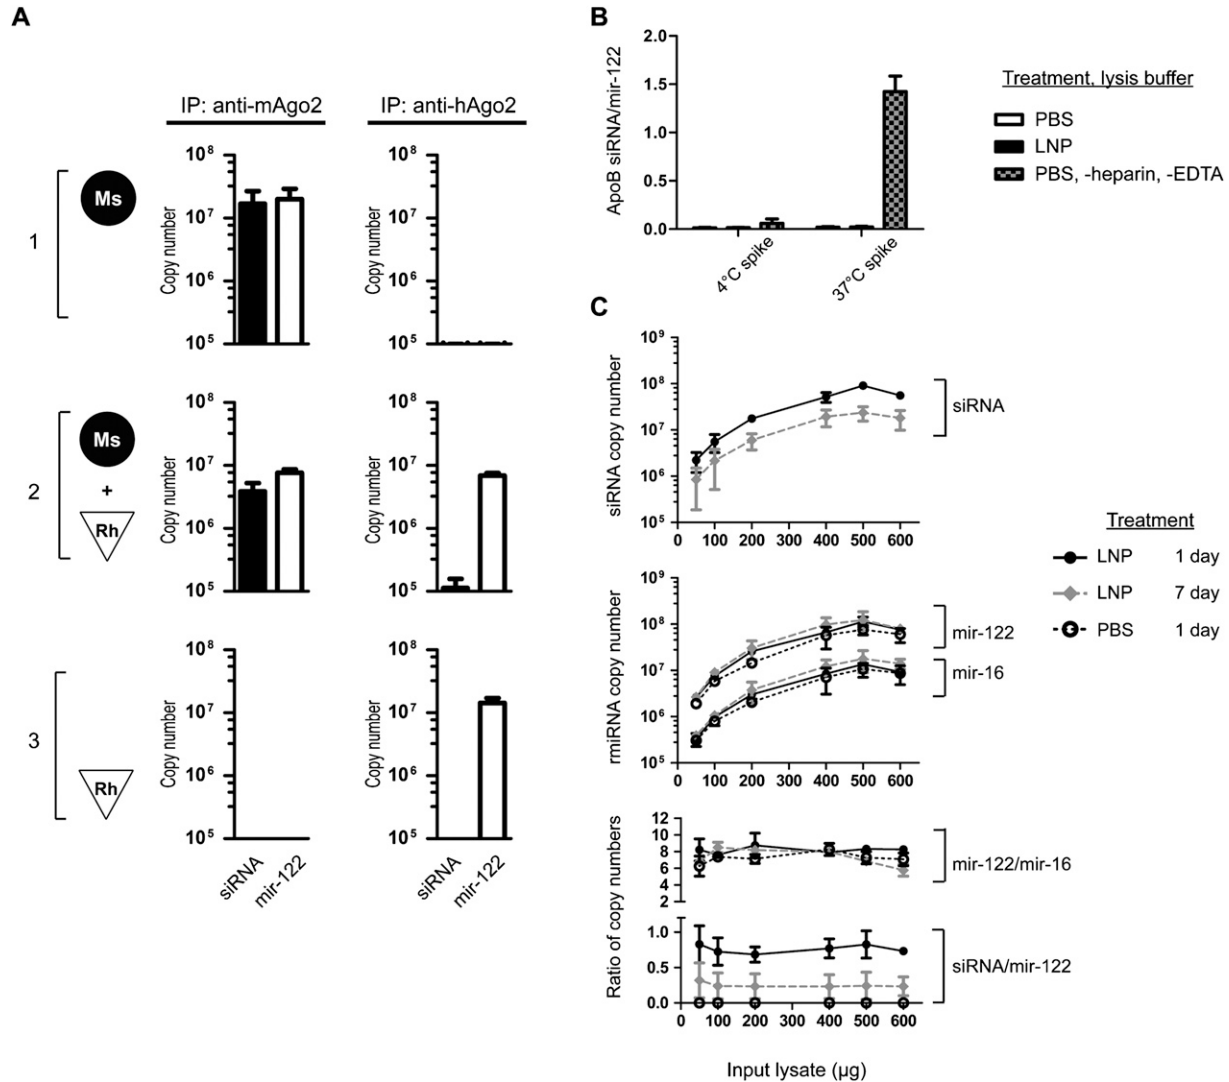 A
IP: anti-mAgo2
IP: anti-hAgo2
1
Ms
Copy number
10⁸
10⁷
10⁶
10⁵
Copy number
10⁸
10⁷
10⁶
10⁵
2
Ms
+
Rh
Copy number
10⁸
10⁷
10⁶
10⁵
Copy number
10⁸
10⁷
10⁶
10⁵
3
Rh
Copy number
10⁸
10⁷
10⁶
10⁵
siRNA
mir-122
Copy number
10⁸
10⁷
10⁶
10⁵
siRNA
mir-122
B
ApoB siRNA/mir-122
2.0
1.5
1.0
0.5
0.0
4°C spike
37°C spike
Treatment, lysis buffer
PBS
LNP
PBS, -heparin, -EDTA
C
siRNA copy number
10⁹
10⁸
10⁷
10⁶
10⁵
0 100 200 300 400 500 600
siRNA
rmiRNA copy number
10⁹
10⁸
10⁷
10⁶
10⁵
0 100 200 300 400 500 600
mir-122
mir-16
Treatment
LNP 1 day
LNP 7 day
PBS 1 day
Ratio of copy numbers
12
10
8
6
4
2
1.0
0.5
0.0
0 100 200 300 400 500 600
mir-122/mir-16
siRNA/mir-122
Input lysate (µg)